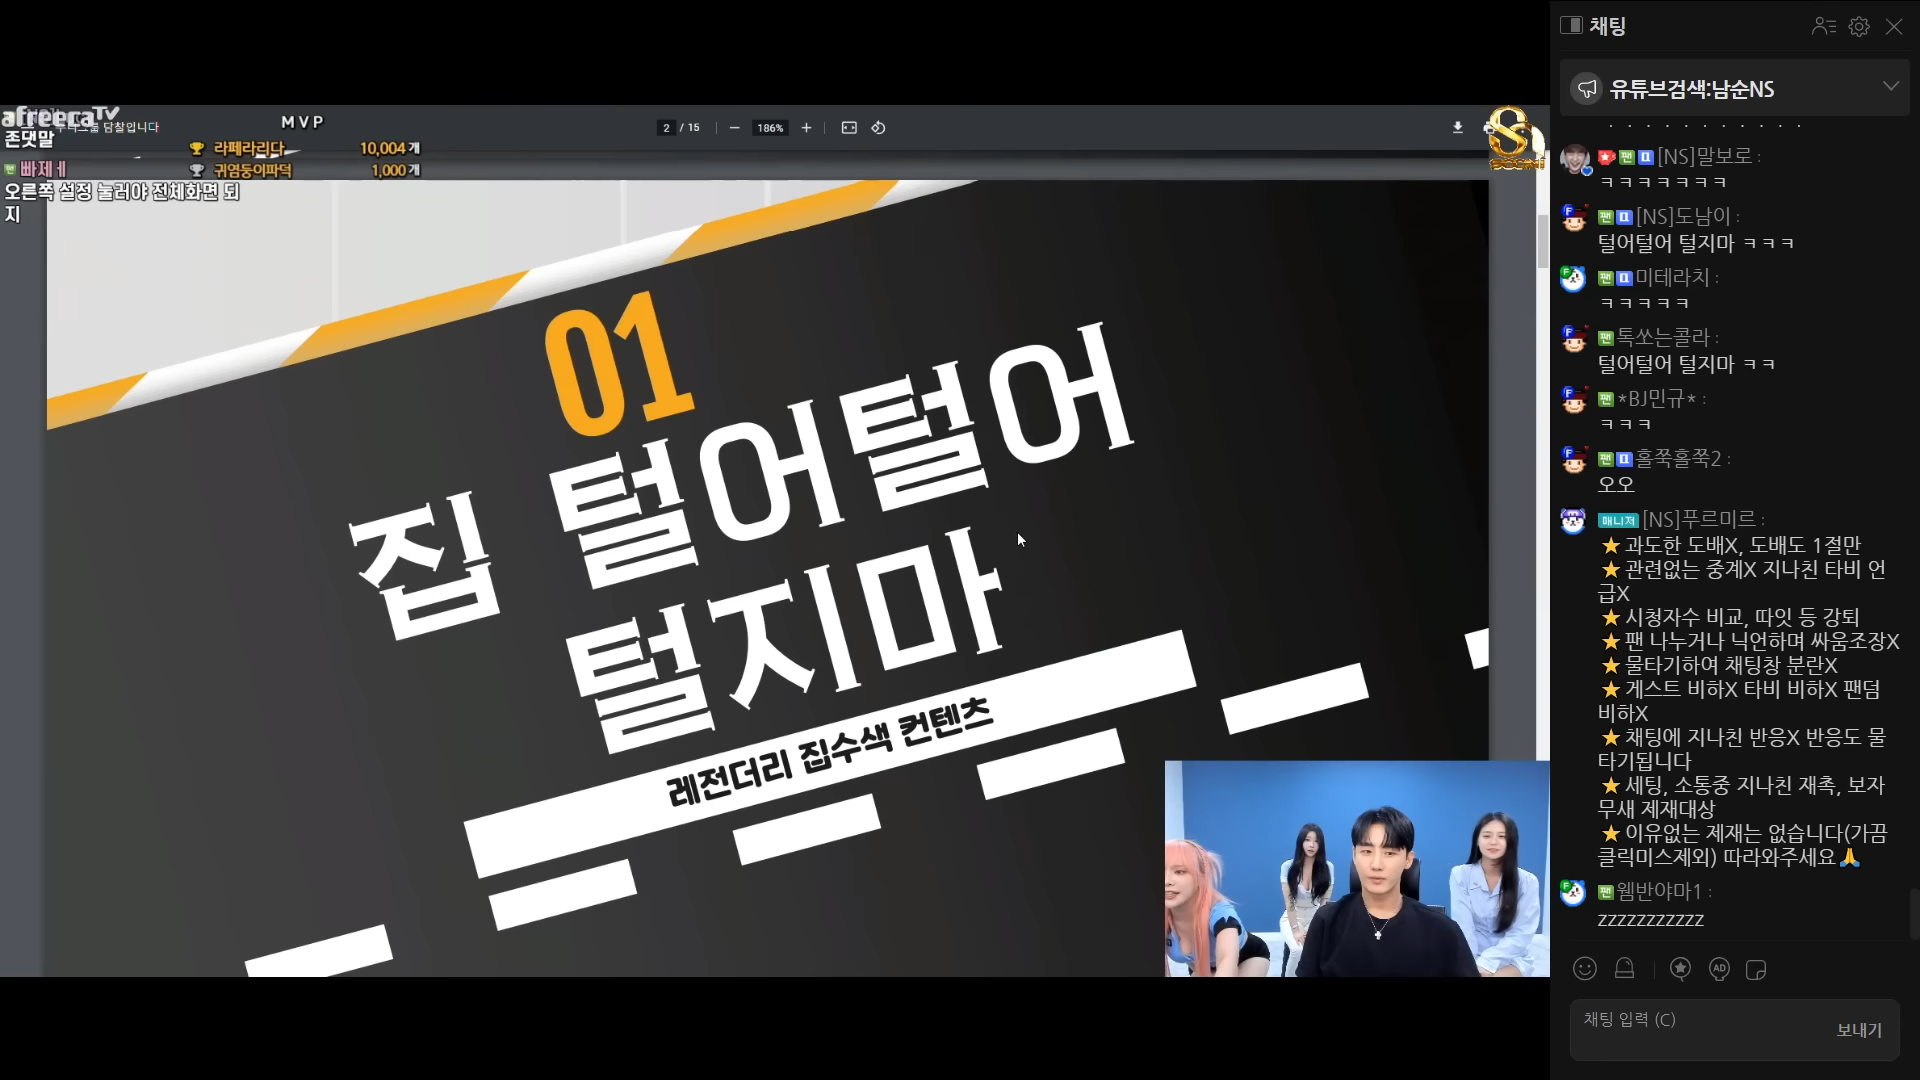 afreecaTV
담찰입니다
존댓말
빠제ㅔ
오른쪽 설정 눌러야 전체화면 되
지
MVP
라페라리다 10,004개
귀염둥이파덕 1,000개
2 / 15
186%
01
집 털어털어
털지마
레전더리 집수색 컨텐츠
채팅
유튜브검색:남순NS
[NS]말보로 :
ㅋㅋㅋㅋㅋㅋㅋ
팬 [NS]도남이 :
털어털어 털지마 ㅋㅋㅋ
팬 미테라치 :
ㅋㅋㅋㅋㅋ
팬 톡쏘는콜라 :
털어털어 털지마 ㅋㅋ
팬 *BJ민규* :
ㅋㅋㅋ
팬 홀쭉홀쭉2 :
오오
매니저 [NS]푸르미르 :
⭐과도한 도배X, 도배도 1절만
⭐관련없는 중계X 지나친 타비 언
급X
⭐시청자수 비교, 따잇 등 강퇴
⭐팬 나누거나 닉언하며 싸움조장X
⭐물타기하여 채팅창 분란X
⭐게스트 비하X 타비 비하X 팬덤
비하X
⭐채팅에 지나친 반응X 반응도 물
타기됩니다
⭐세팅, 소통중 지나친 재촉, 보자
무새 제재대상
⭐이유없는 제재는 없습니다(가끔
클릭미스제외) 따라와주세요🙏
팬 웸반야마1 :
zzzzzzzzzzz
AD
채팅 입력 (C)
보내기